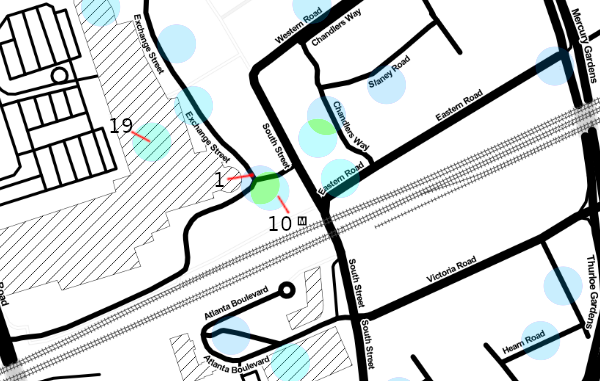 Western Road
Chandlers Way
Mercury Gardens
Exchange Street
Slaney Road
Eastern Road
Chandlers Way
19
Exchange Street
South Street
1
Eastern Road
10
Road
South Street
Victoria Road
Thurloe Gardens
Atlanta Boulevard
South Street
Hearn Road
Atlanta Boulevard